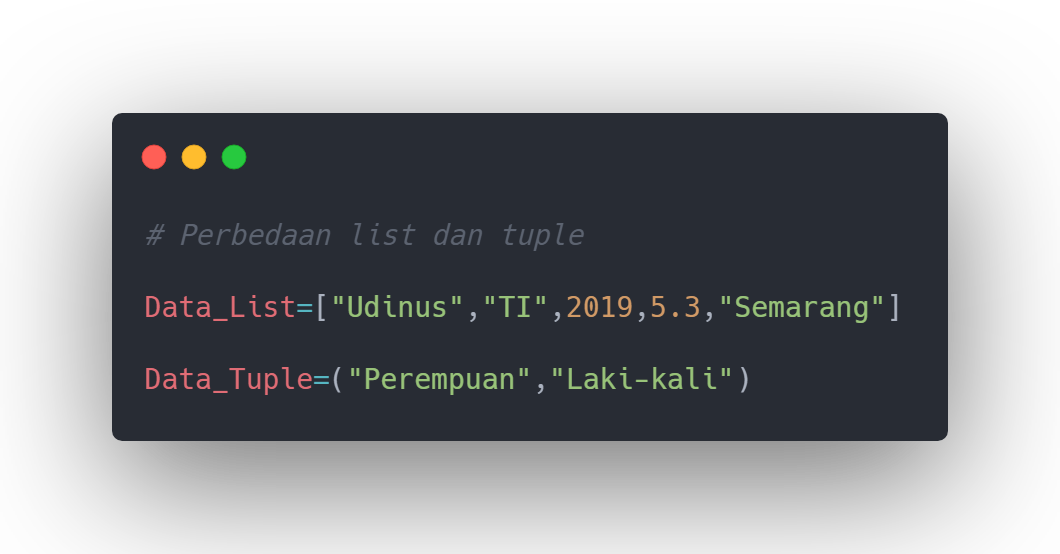 # Perbedaan list dan tuple
Data_List=["Udinus","TI",2019,5.3,"Semarang"]
Data_Tuple=("Perempuan","Laki-kali")